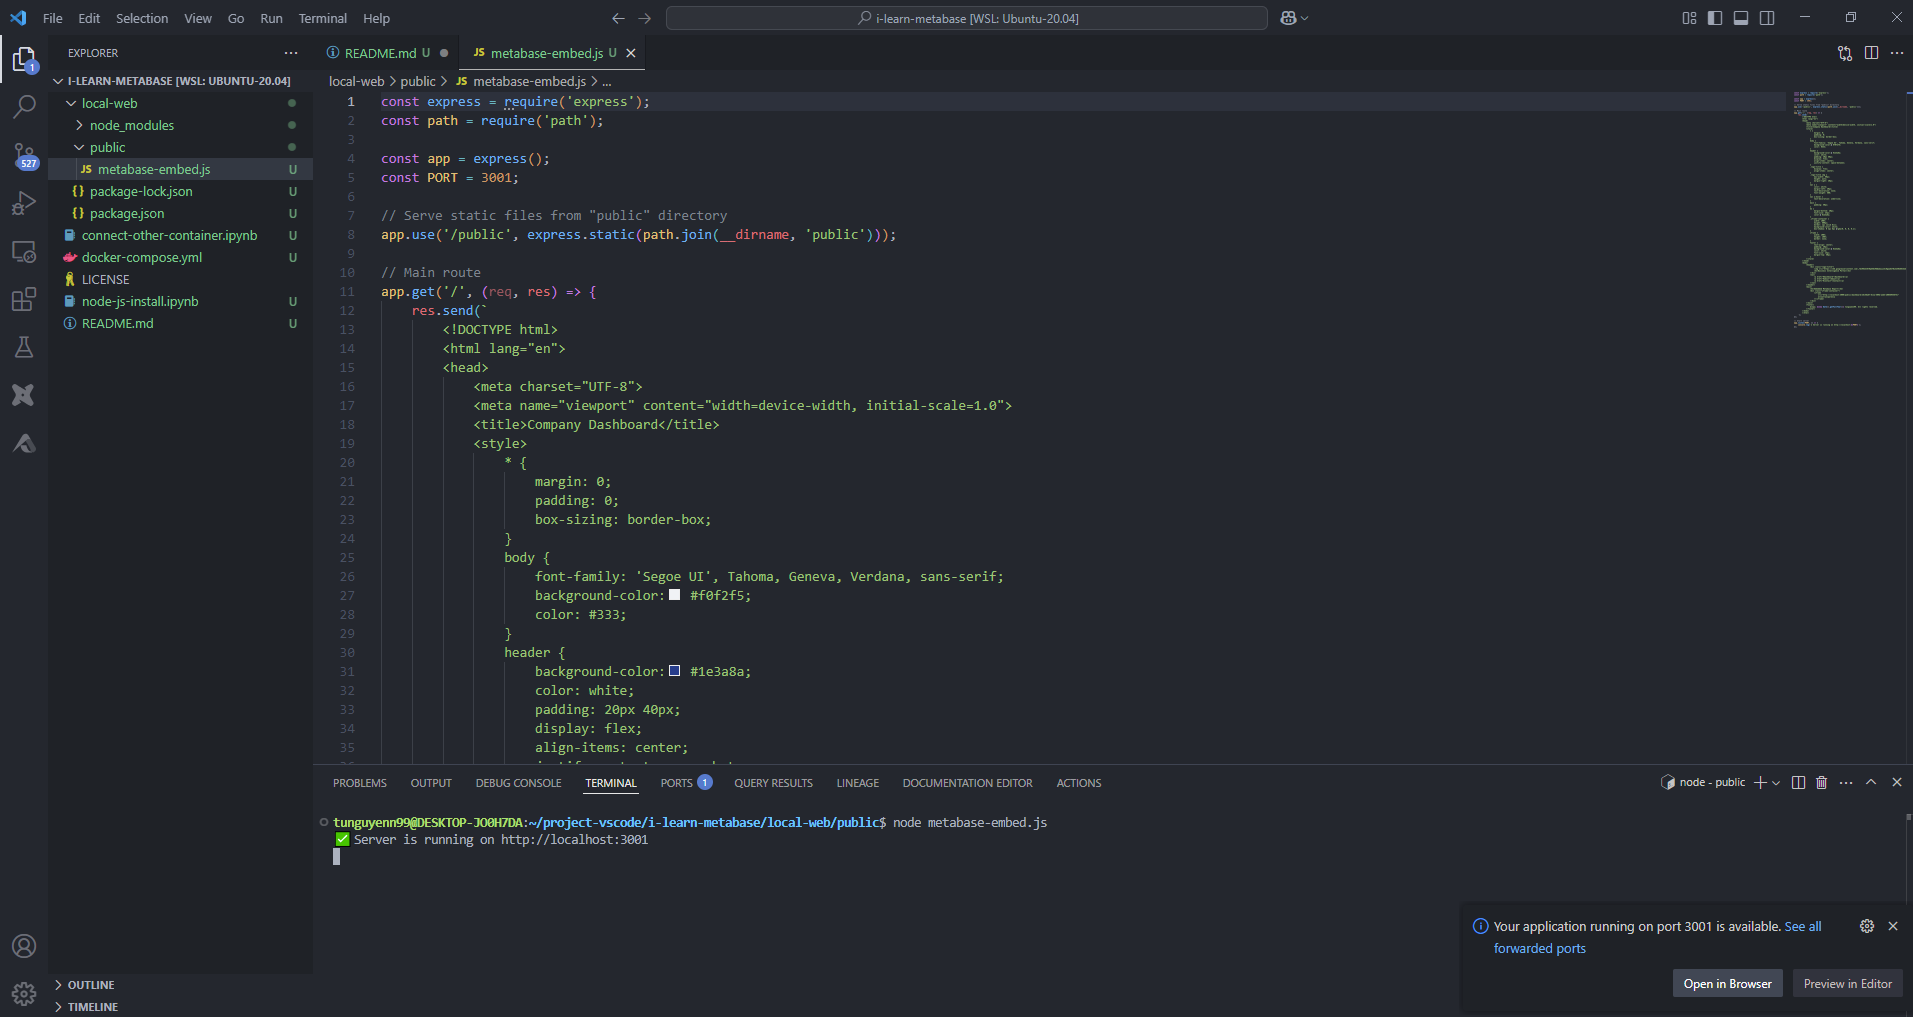 File Edit Selection View Go Run Terminal Help
i-learn-metabase [WSL: Ubuntu-20.04]
EXPLORER
README.md U
JS metabase-embed.js U
I-LEARN-METABASE [WSL: UBUNTU-20.04]
local-web
node_modules
public
JS metabase-embed.js U
{} package-lock.json U
{} package.json U
connect-other-container.ipynb U
docker-compose.yml U
LICENSE
node-js-install.ipynb U
README.md U
OUTLINE
TIMELINE
1
527
local-web > public > JS metabase-embed.js > ...
1 const express = require('express');
2 const path = require('path');
3
4 const app = express();
5 const PORT = 3001;
6
7 // Serve static files from "public" directory
8 app.use('/public', express.static(path.join(__dirname, 'public')));
9
10 // Main route
11 app.get('/', (req, res) => {
12 res.send(`
13 <!DOCTYPE html>
14 <html lang="en">
15 <head>
16 <meta charset="UTF-8">
17 <meta name="viewport" content="width=device-width, initial-scale=1.0">
18 <title>Company Dashboard</title>
19 <style>
20 * {
21 margin: 0;
22 padding: 0;
23 box-sizing: border-box;
24 }
25 body {
26 font-family: 'Segoe UI', Tahoma, Geneva, Verdana, sans-serif;
27 background-color: #f0f2f5;
28 color: #333;
29 }
30 header {
31 background-color: #1e3a8a;
32 color: white;
33 padding: 20px 40px;
34 display: flex;
35 align-items: center;
PROBLEMS OUTPUT DEBUG CONSOLE TERMINAL PORTS 1 QUERY RESULTS LINEAGE DOCUMENTATION EDITOR ACTIONS
node - public
tunguyenn99@DESKTOP-JO0H7DA:~/project-vscode/i-learn-metabase/local-web/public$ node metabase-embed.js
✅ Server is running on http://localhost:3001
Your application running on port 3001 is available. See all
forwarded ports
Open in Browser
Preview in Editor